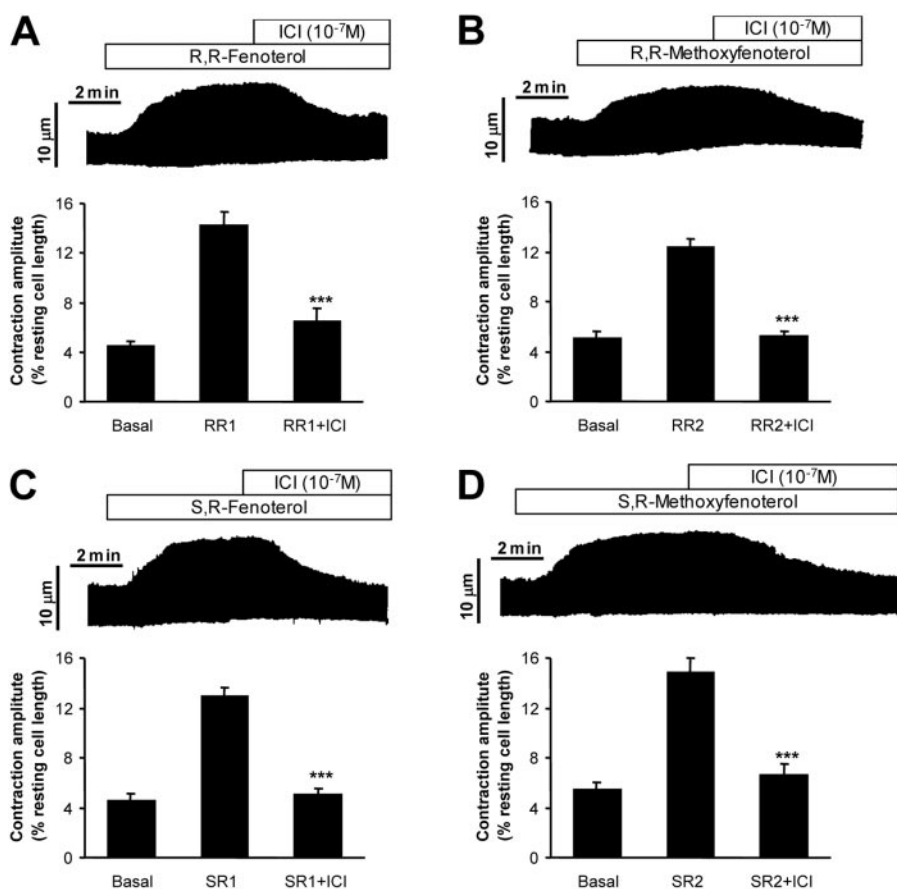 A
ICI (10⁻⁷M)
R,R-Fenoterol
2 min
10 μm
Contraction amplitude
(% resting cell length)
16
12
8
4
0
***
Basal RR1 RR1+ICI
B
ICI (10⁻⁷M)
R,R-Methoxyfenoterol
2 min
10 μm
Contraction amplitude
(% resting cell length)
16
12
8
4
0
***
Basal RR2 RR2+ICI
C
ICI (10⁻⁷M)
S,R-Fenoterol
2 min
10 μm
Contraction amplitude
(% resting cell length)
16
12
8
4
0
***
Basal SR1 SR1+ICI
D
ICI (10⁻⁷M)
S,R-Methoxyfenoterol
2 min
10 μm
Contraction amplitude
(% resting cell length)
16
12
8
4
0
***
Basal SR2 SR2+ICI